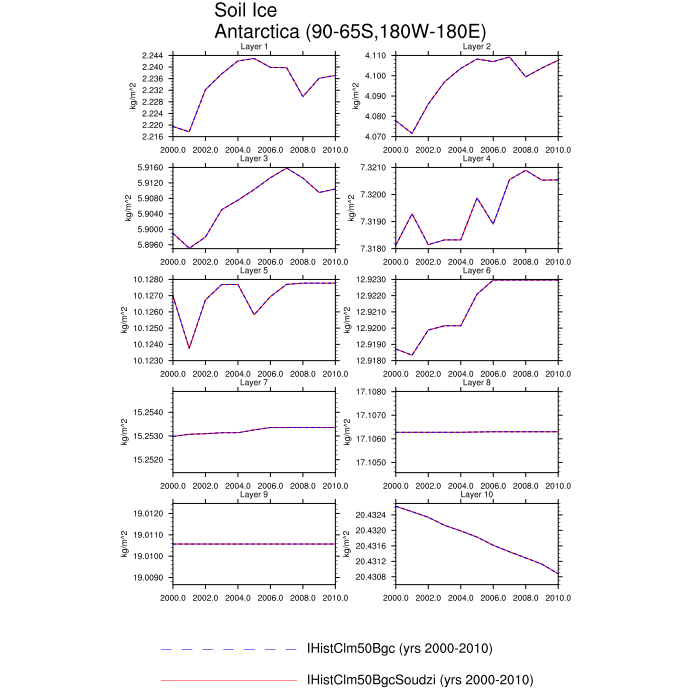 Soil Ice
Antarctica (90-65S,180W-180E)
Layer 1
2.244
2.240
2.236
2.232
2.228
2.224
2.220
2.216
kg/m^2
2000.0 2002.0 2004.0 2006.0 2008.0 2010.0
Layer 2
4.110
4.100
4.090
4.080
4.070
kg/m^2
2000.0 2002.0 2004.0 2006.0 2008.0 2010.0
Layer 3
5.9160
5.9120
5.9080
5.9040
5.9000
5.8960
kg/m^2
2000.0 2002.0 2004.0 2006.0 2008.0 2010.0
Layer 4
7.3210
7.3200
7.3190
7.3180
kg/m^2
2000.0 2002.0 2004.0 2006.0 2008.0 2010.0
Layer 5
10.1280
10.1270
10.1250
10.1240
10.1230
kg/m^2
2000.0 2002.0 2004.0 2006.0 2008.0 2010.0
Layer 6
12.9230
12.9220
12.9210
12.9200
12.9190
12.9180
kg/m^2
2000.0 2002.0 2004.0 2006.0 2008.0 2010.0
Layer 7
15.2540
15.2530
15.2520
kg/m^2
2000.0 2002.0 2004.0 2006.0 2008.0 2010.0
Layer 8
17.1080
17.1070
17.1060
17.1050
kg/m^2
2000.0 2002.0 2004.0 2006.0 2008.0 2010.0
Layer 9
19.0120
19.0110
19.0100
19.0090
kg/m^2
2000.0 2002.0 2004.0 2006.0 2008.0 2010.0
Layer 10
20.4324
20.4320
20.4316
20.4312
20.4308
kg/m^2
2000.0 2002.0 2004.0 2006.0 2008.0 2010.0
IHistClm50Bgc (yrs 2000-2010)
IHistClm50BgcSoudzi (yrs 2000-2010)